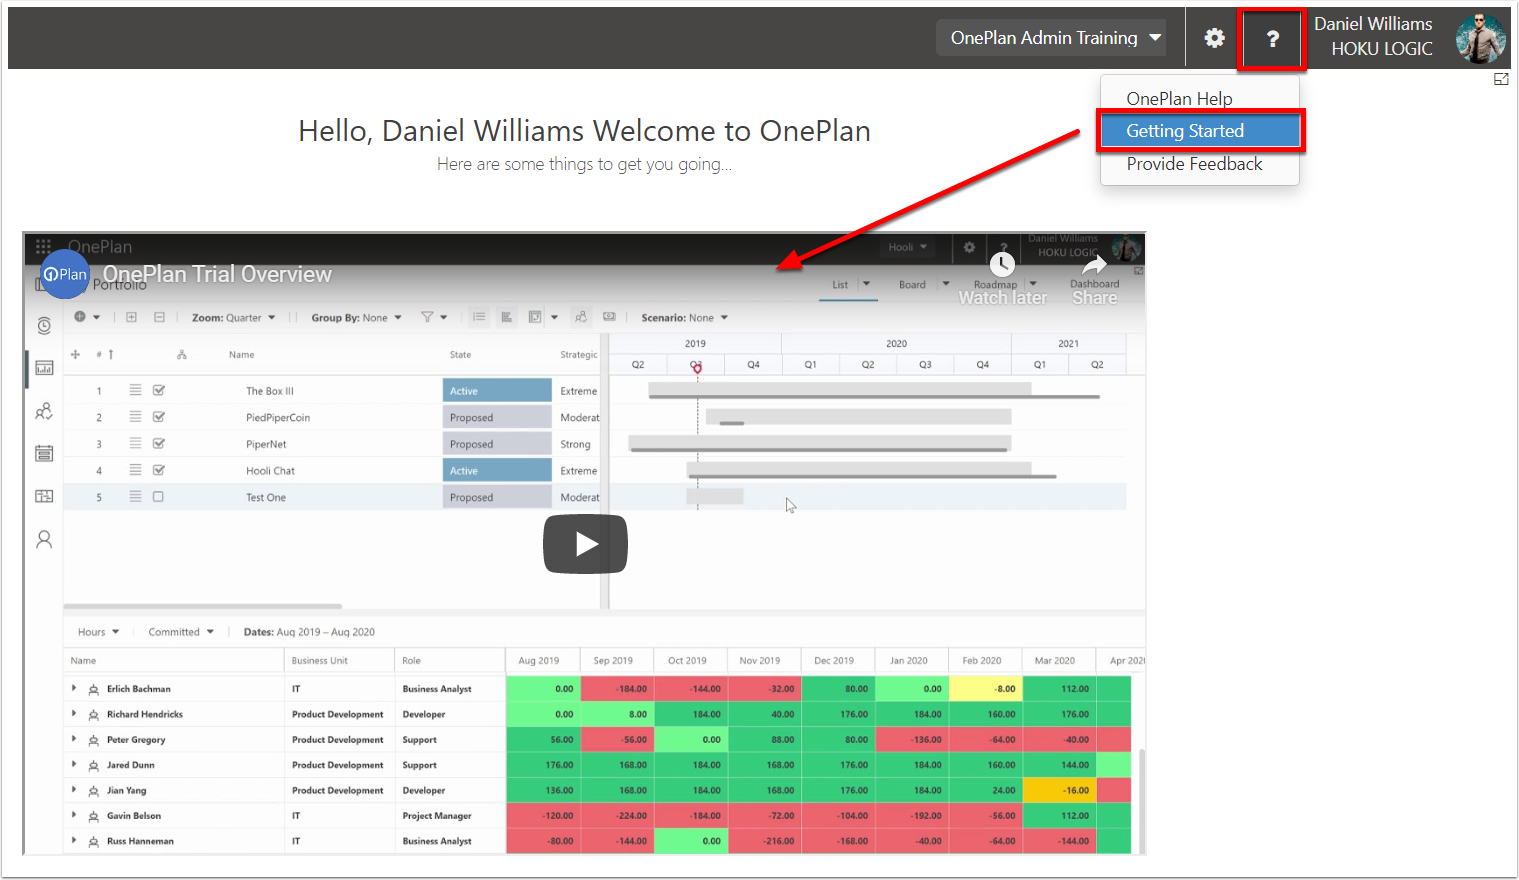 OnePlan Admin Training
?
Daniel Williams
HOKU LOGIC
OnePlan Help
Getting Started
Provide Feedback
Hello, Daniel Williams Welcome to OnePlan
Here are some things to get you going...
OnePlan
Hooli
?
Daniel Williams
HOKU LOGIC
Plan
OnePlan Trial Overview
Portfolio
List
Board
Roadmap
Dashboard
Watch later
Share
Zoom: Quarter
Group By: None
Scenario: None
# Name State Strategic
2019 2020 2021
Q2 Q3 Q4 Q1 Q2 Q3 Q4 Q1 Q2
1 The Box III Active Extreme
2 PiedPiperCoin Proposed Moderat
3 PiperNet Proposed Strong
4 Hooli Chat Active Extreme
5 Test One Proposed Moderat
Hours Committed Dates: Aug 2019 – Aug 2020
Name Business Unit Role Aug 2019 Sep 2019 Oct 2019 Nov 2019 Dec 2019 Jan 2020 Feb 2020 Mar 2020 Apr 202
Erlich Bachman IT Business Analyst 0.00 -184.00 -144.00 -32.00 80.00 0.00 -8.00 112.00
Richard Hendricks Product Development Developer 0.00 8.00 184.00 40.00 176.00 184.00 160.00 176.00
Peter Gregory Product Development Support 56.00 -56.00 0.00 88.00 80.00 -136.00 -64.00 -40.00
Jared Dunn Product Development Support 176.00 168.00 184.00 168.00 176.00 184.00 160.00 144.00
Jian Yang Product Development Developer 136.00 168.00 184.00 168.00 176.00 184.00 24.00 -16.00
Gavin Belson IT Project Manager -120.00 -224.00 -184.00 -72.00 -104.00 -192.00 -56.00 112.00
Russ Hanneman IT Business Analyst -80.00 -144.00 0.00 -216.00 -168.00 -40.00 -64.00 -144.00